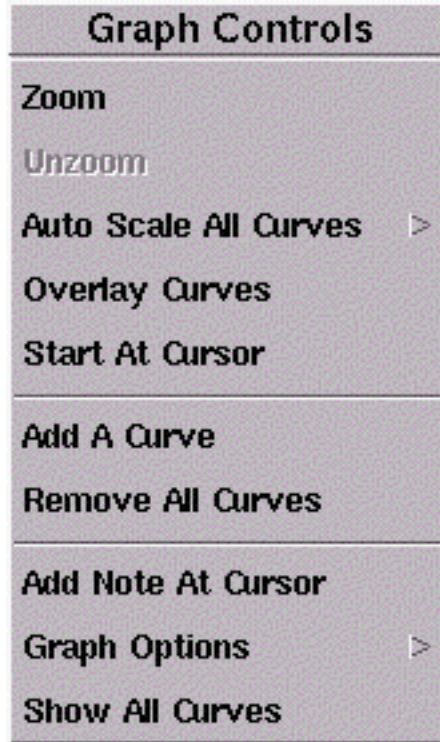 Graph Controls
Zoom
Unzoom
Auto Scale All Curves
Overlay Curves
Start At Cursor
Add A Curve
Remove All Curves
Add Note At Cursor
Graph Options
Show All Curves